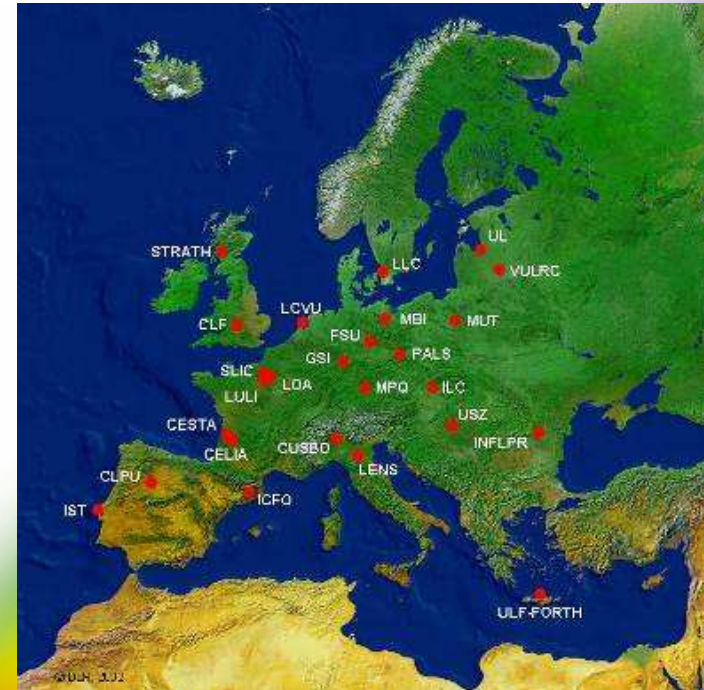 STRATH
UL
LLC
VULRC
LCVU
CLF
MBI
MUT
FSU
GSI
PALS
SLIC
LOA
LULI
MPQ
ILC
CESTA
USZ
CELIA
CUSBO
INFLPR
LENS
CLPU
ICFO
IST
ULF-FORTH